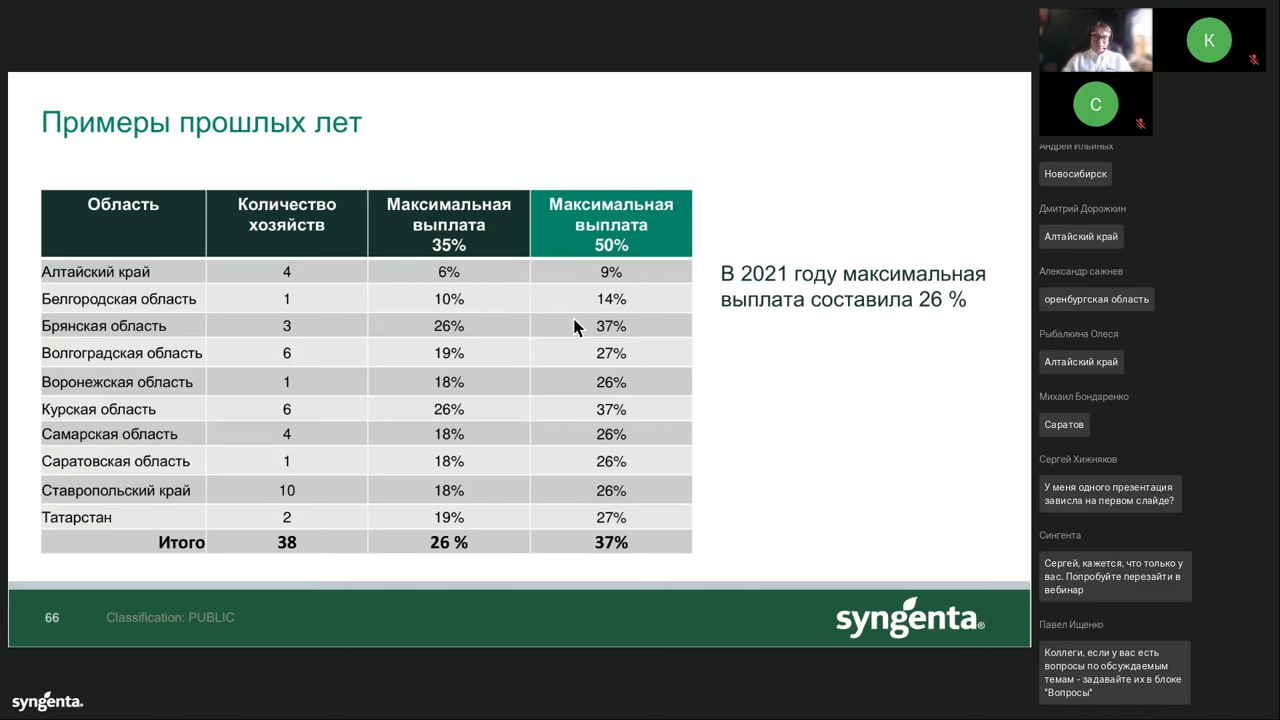 Примеры прошлых лет
Область Количество хозяйств Максимальная выплата 35% Максимальная выплата 50%
Алтайский край 4 6% 9%
Белгородская область 1 10% 14%
Брянская область 3 26% 37%
Волгоградская область 6 19% 27%
Воронежская область 1 18% 26%
Курская область 6 26% 37%
Самарская область 4 18% 26%
Саратовская область 1 18% 26%
Ставропольский край 10 18% 26%
Татарстан 2 19% 27%
Итого 38 26 % 37%
В 2021 году максимальная
выплата составила 26 %
66 Classification: PUBLIC
syngenta®
syngenta.
К
С
Андрей Ильиных
Новосибирск
Дмитрий Дорожкин
Алтайский край
Александр сажнев
оренбургская область
Рыбалкина Олеся
Алтайский край
Михаил Бондаренко
Саратов
Сергей Хижняков
У меня одного презентация
зависла на первом слайде?
Сингента
Сергей, кажется, что только у
вас. Попробуйте перезайти в
вебинар
Павел Ищенко
Коллеги, если у вас есть
вопросы по обсуждаемым
темам - задавайте их в блоке
"Вопросы"